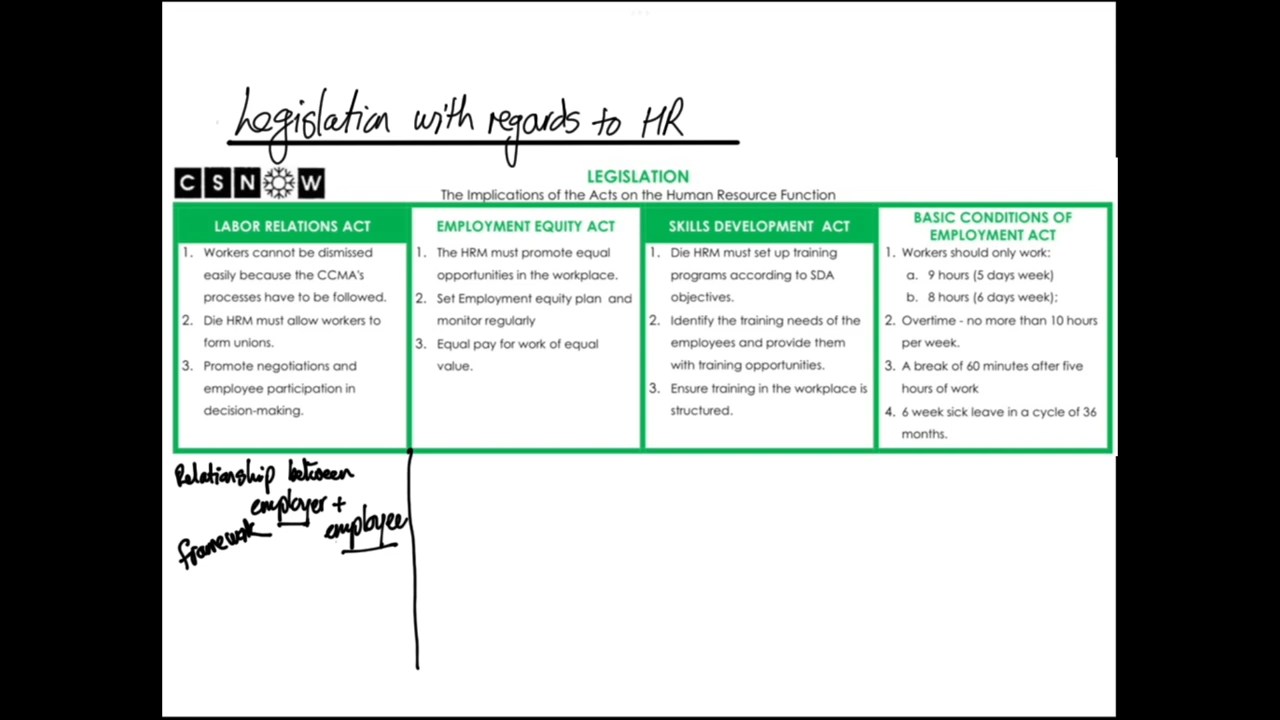 Legislation with regards to HR
CSNOW
LEGISLATION
The Implications of the Acts on the Human Resource Function
LABOR RELATIONS ACT
1. Workers cannot be dismissed
easily because the CCMA's
processes have to be followed.
2. Die HRM must allow workers to
form unions.
3. Promote negotiations and
employee participation in
decision-making.
EMPLOYMENT EQUITY ACT
1. The HRM must promote equal
opportunities in the workplace.
2. Set Employment equity plan and
monitor regularly
3. Equal pay for work of equal
value.
SKILLS DEVELOPMENT ACT
1. Die HRM must set up training
programs according to SDA
objectives.
2. Identify the training needs of the
employees and provide them
with training opportunities.
3. Ensure training in the workplace is
structured.
BASIC CONDITIONS OF
EMPLOYMENT ACT
1. Workers should only work:
a. 9 hours (5 days week)
b. 8 hours (6 days week);
2. Overtime - no more than 10 hours
per week.
3. A break of 60 minutes after five
hours of work
4. 6 week sick leave in a cycle of 36
months.
Relationship between
employer +
employee
framework